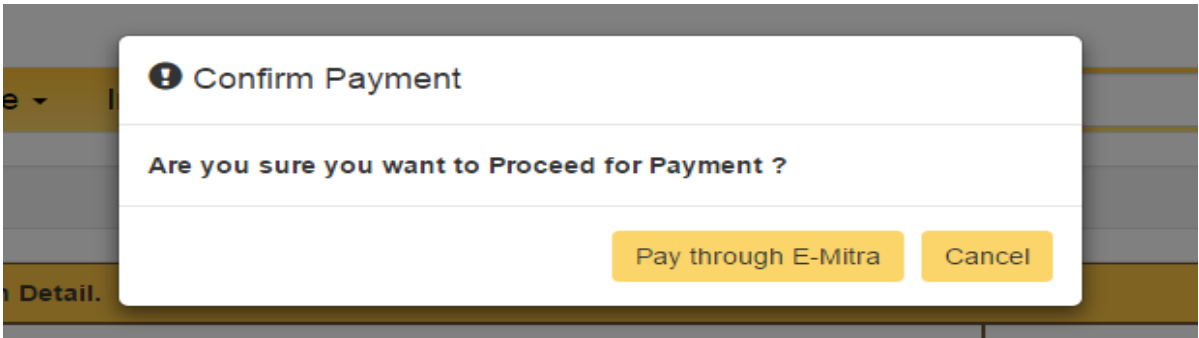 Confirm Payment
e
Are you sure you want to Proceed for Payment ?
Pay through E-Mitra Cancel
Detail.